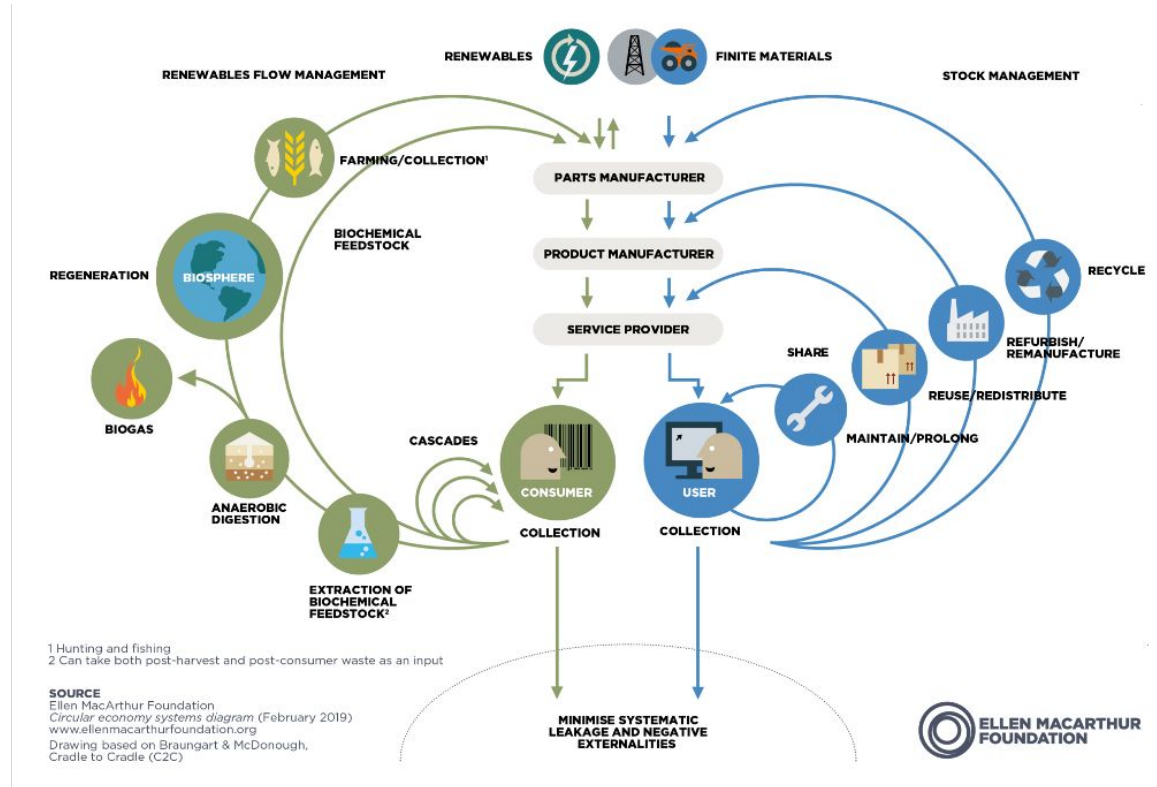 RENEWABLES
FINITE MATERIALS
RENEWABLES FLOW MANAGEMENT
STOCK MANAGEMENT
FARMING/COLLECTION¹
PARTS MANUFACTURER
BIOCHEMICAL
FEEDSTOCK
PRODUCT MANUFACTURER
REGENERATION
BIOSPHERE
RECYCLE
SERVICE PROVIDER
SHARE
REFURBISH/
REMANUFACTURE
REUSE/REDISTRIBUTE
BIOGAS
CASCADES
MAINTAIN/PROLONG
CONSUMER
USER
ANAEROBIC
DIGESTION
COLLECTION
COLLECTION
EXTRACTION OF
BIOCHEMICAL
FEEDSTOCK²
1 Hunting and fishing
2 Can take both post-harvest and post-consumer waste as an input
SOURCE
Ellen MacArthur Foundation
Circular economy systems diagram (February 2019)
www.ellenmacarthurfoundation.org
Drawing based on Braungart & McDonough,
Cradle to Cradle (C2C)
MINIMISE SYSTEMATIC
LEAKAGE AND NEGATIVE
EXTERNALITIES
ELLEN MACARTHUR
FOUNDATION